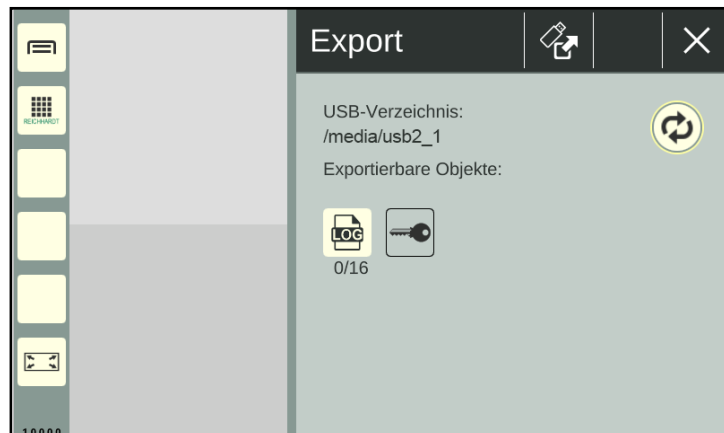 Export
REICHHARDT
USB-Verzeichnis:
/media/usb2_1
Exportierbare Objekte:
LOG
0/16